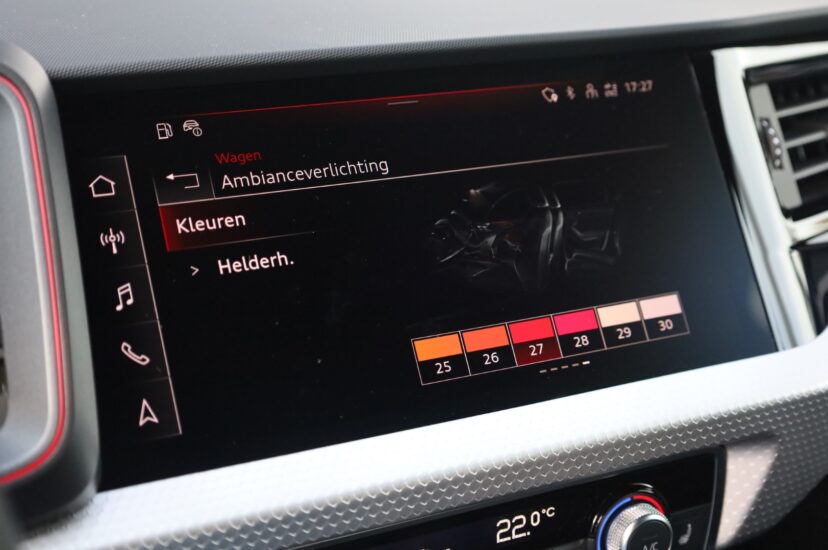 17:27
Wagen
Ambianceverlichting
Kleuren
> Helderh.
25 26 27 28 29 30
22.0°C
A/C